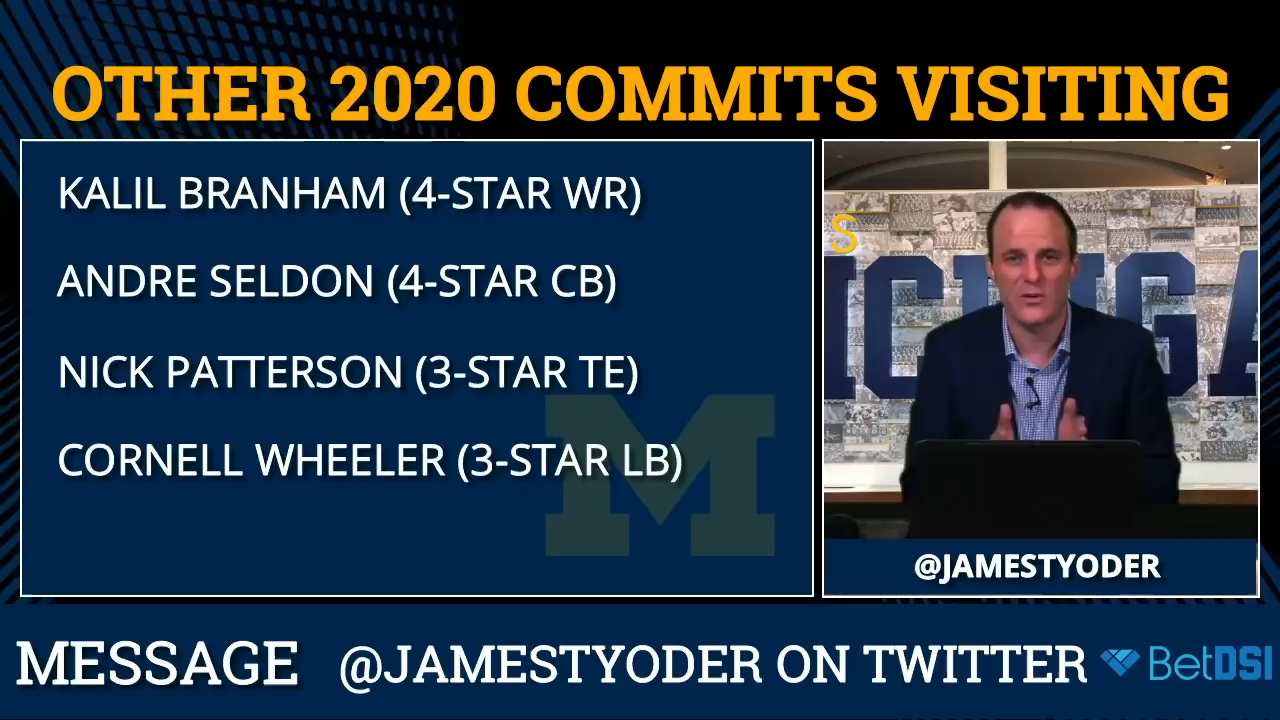 OTHER 2020 COMMITS VISITING
KALIL BRANHAM (4-STAR WR)
ANDRE SELDON (4-STAR CB)
NICK PATTERSON (3-STAR TE)
CORNELL WHEELER (3-STAR LB)
M
S
ICHIGA
@JAMESTYODER
MESSAGE @JAMESTYODER ON TWITTER BetDSI